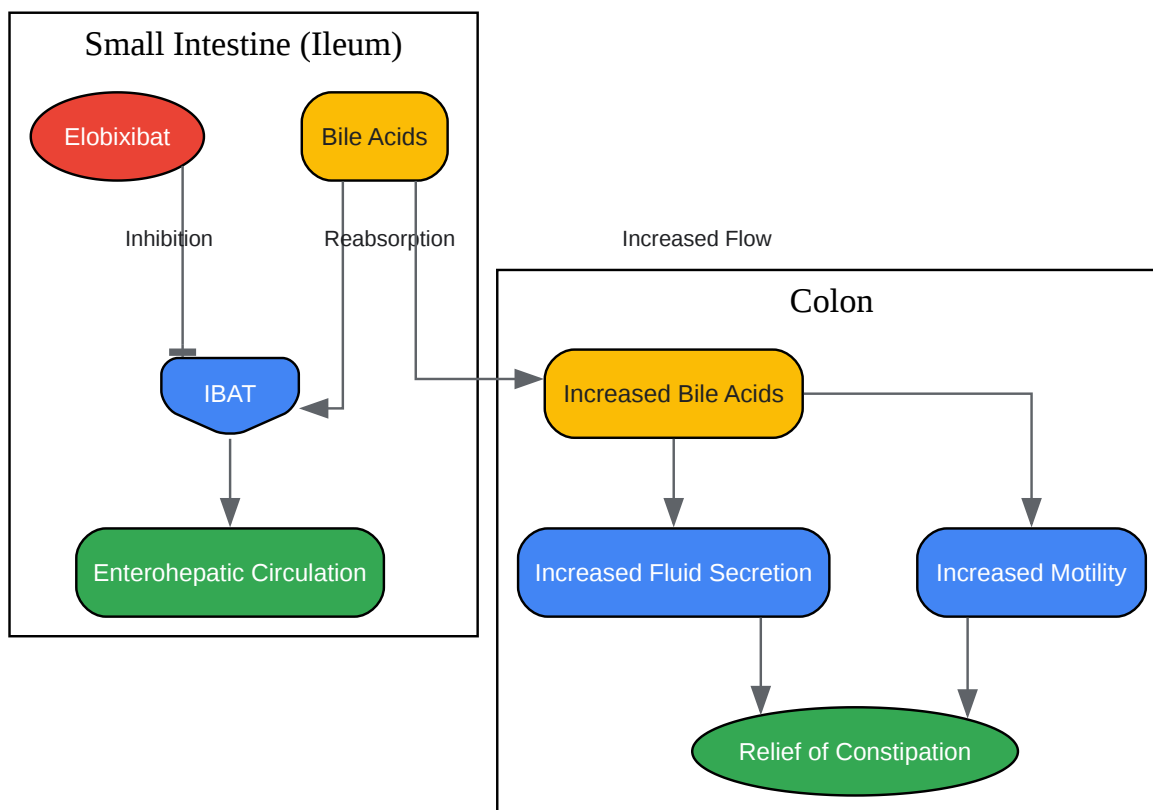 Small Intestine (Ileum)
Elobixibat
Bile Acids
Inhibition
Reabsorption
Increased Flow
Colon
IBAT
Increased Bile Acids
Enterohepatic Circulation
Increased Fluid Secretion
Increased Motility
Relief of Constipation